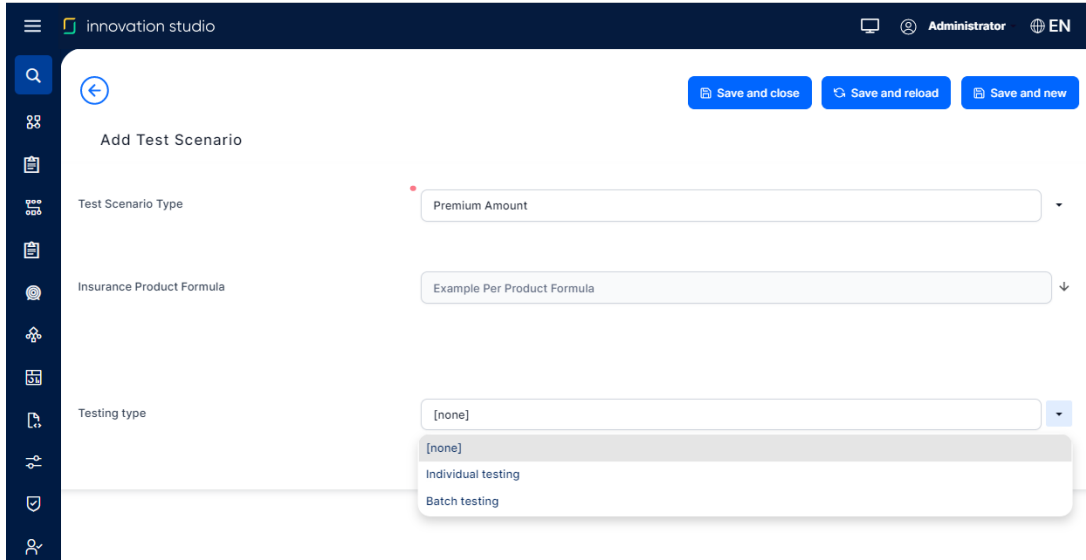 innovation studio
Administrator
EN
Save and close
Save and reload
Save and new
Add Test Scenario
Test Scenario Type
Premium Amount
Insurance Product Formula
Example Per Product Formula
Testing type
[none]
[none]
Individual testing
Batch testing